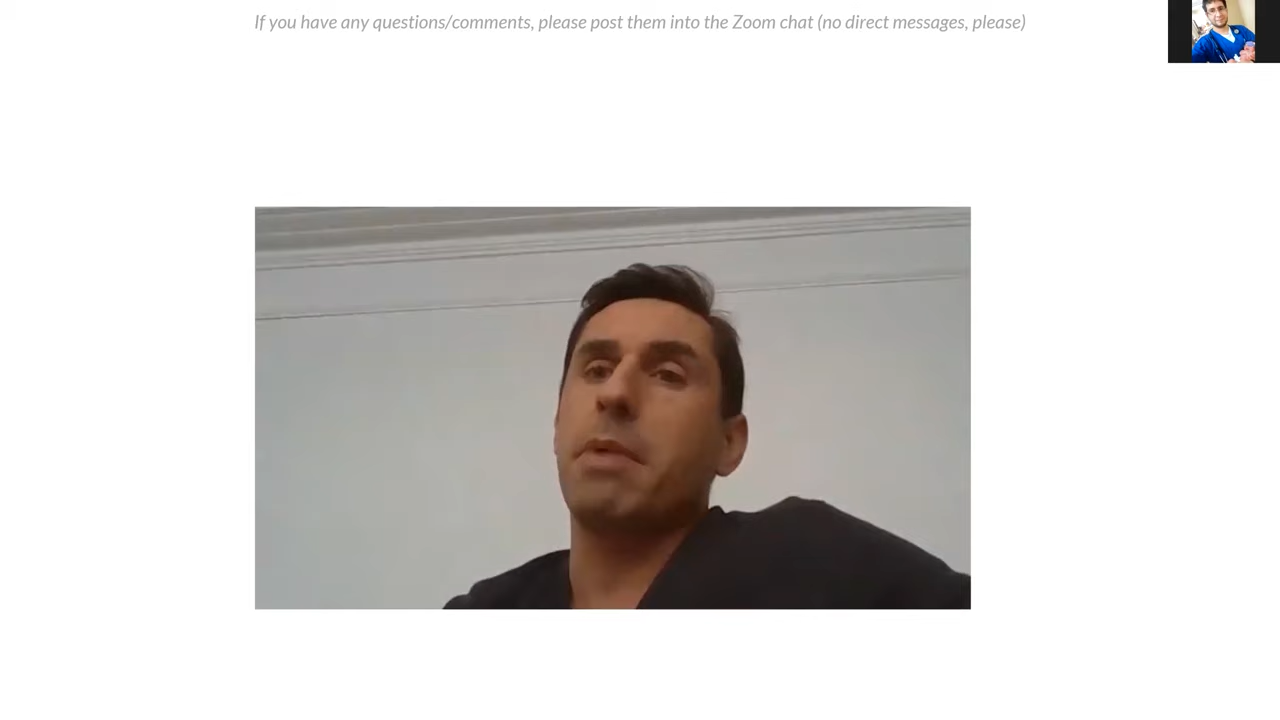 If you have any questions/comments, please post them into the Zoom chat (no direct messages, please)